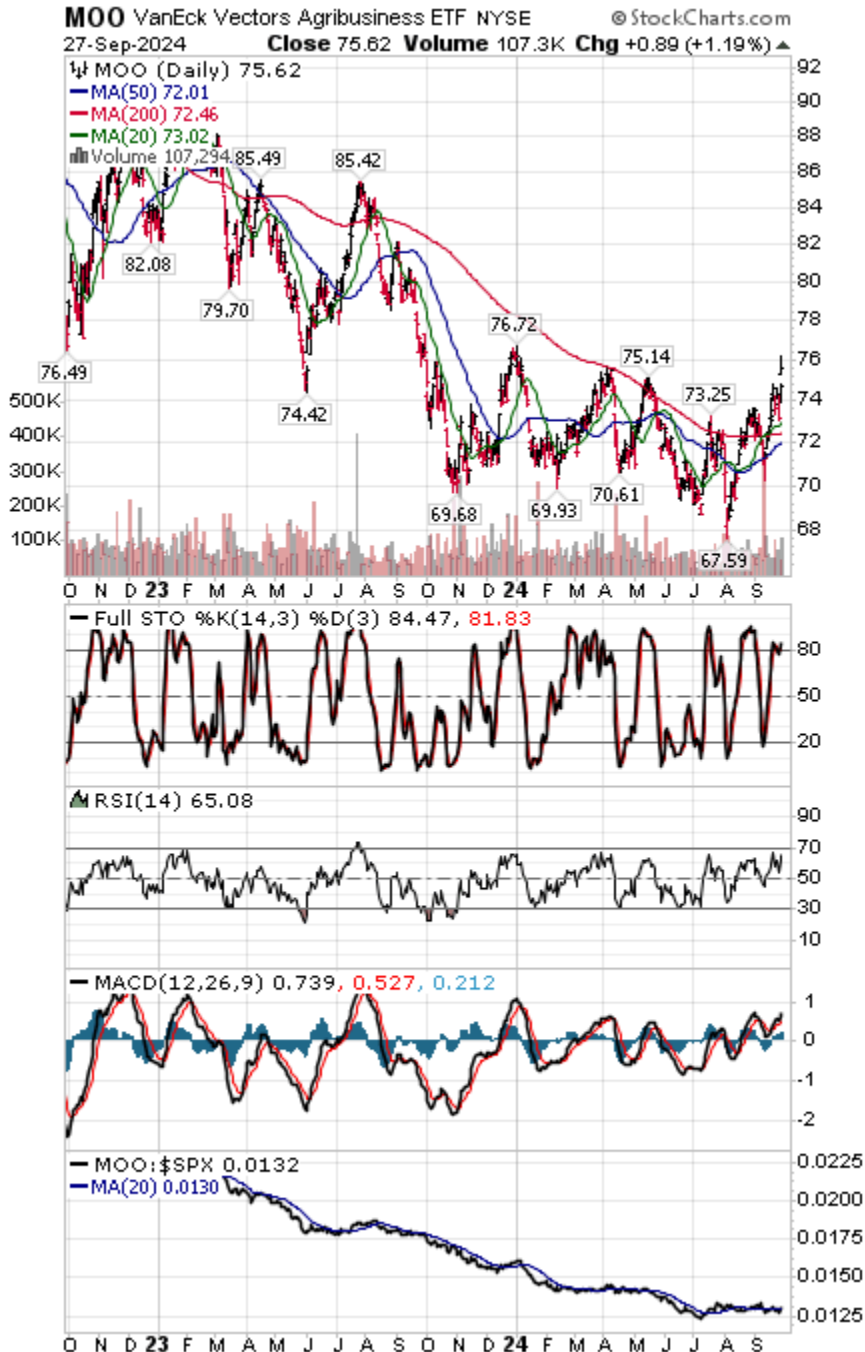 MOO VanEck Vectors Agribusiness ETF NYSE © StockCharts.com
27-Sep-2024 Close 75.62 Volume 107.3K Chg +0.89 (+1.19%)
MOO (Daily) 75.62
MA(50) 72.01
MA(200) 72.46
MA(20) 73.02
Volume 107,294
92
90
88
86
84
82
80
78
76
74
72
70
68
500K
400K
300K
200K
100K
85.49
85.42
82.08
79.70
76.49
74.42
76.72
75.14
73.25
69.68
69.93
70.61
67.59
O N D 23 F M A M J J A S O N D 24 F M A M J J A S
Full STO %K(14,3) %D(3) 84.47, 81.83
80
50
20
RSI(14) 65.08
90
70
50
30
10
MACD(12,26,9) 0.739, 0.527, 0.212
1
0
-1
-2
MOO:$SPX 0.0132
MA(20) 0.0130
0.0225
0.0200
0.0175
0.0150
0.0125
O N D 23 F M A M J J A S O N D 24 F M A M J J A S